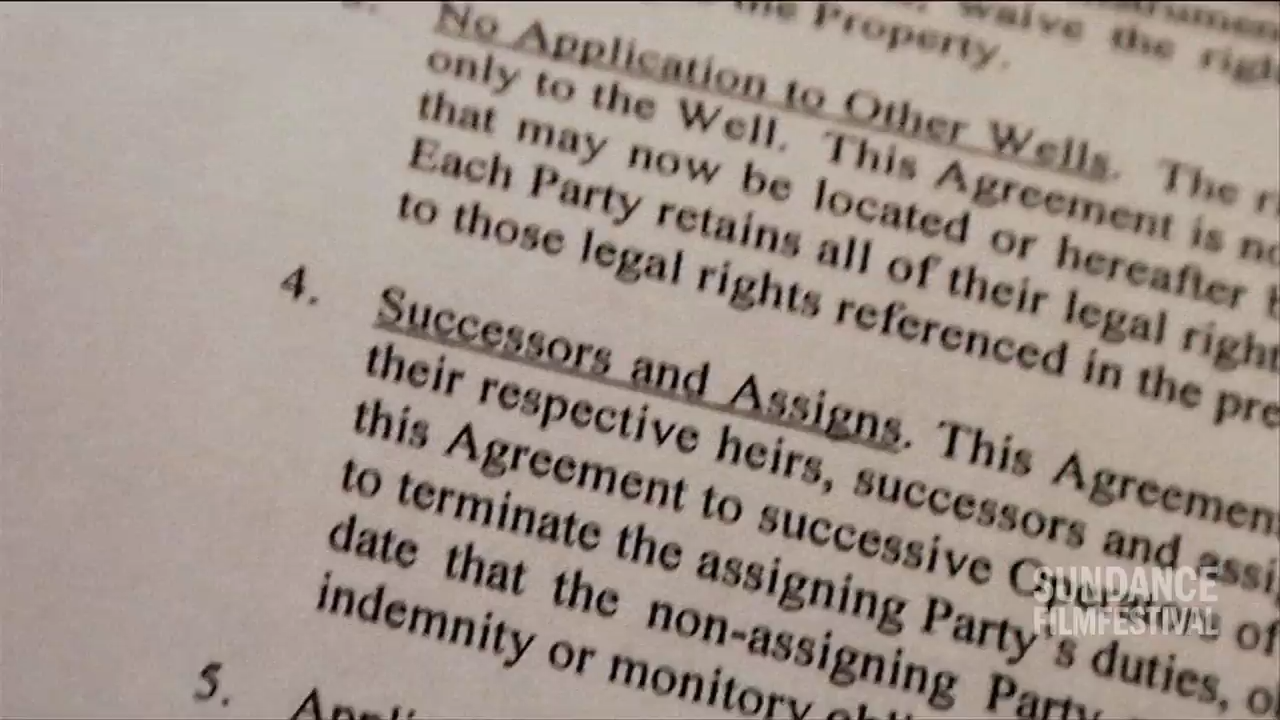 waive the
the Property.
No Application to Other Wells. The
only to the Well. This Agreement is
that may now be located or hereafter
Each Party retains all of their legal
to those legal rights referenced in the
4. Successors and Assigns. This
their respective heirs, successors and
this Agreement to successive
to terminate the assigning Party's duties,
date that the non-assigning Party
indemnity or monitory
5.
SUNDANCE
FILMFESTIVAL